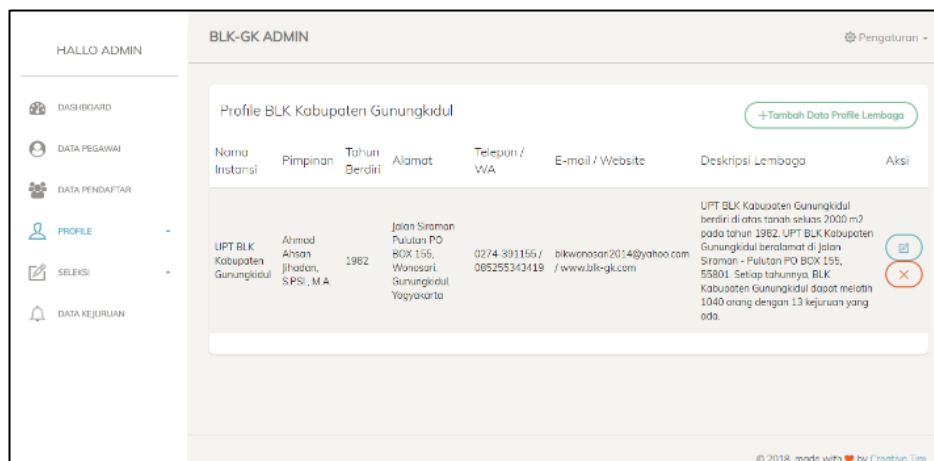 HALLO ADMIN
BLK-GK ADMIN
Pengaturan
DASHBOARD
DATA PEGAWAI
DATA PENDAFTAR
PROFILE
SELEKSI
DATA KEJURUAN
Profile BLK Kabupaten Gunungkidul
+Tambah Data Profile Lembaga
Nama
Instansi
Pimpinan
Tahun
Berdiri
Alamat
Telepon /
WA
E-mail / Website
Deskripsi Lembaga
Aksi
UPT BLK
Kabupaten
Gunungkidul
Ahmad
Ahsan
Jihadan,
S.PSI., M.A.
1982
Jalan Siraman
Pulutan PO
BOX 155,
Wonosari,
Gunungkidul,
Yogyakarta
0274-391155 /
085255343419
blkwonosari2014@yahoo.com
/ www.blk-gk.com
UPT BLK Kabupaten Gunungkidul
berdiri di atas tanah seluas 2000 m2
pada tahun 1982. UPT BLK Kabupaten
Gunungkidul beralamat di Jalan
Siraman - Pulutan PO BOX 155,
55801. Setiap tahunnya, BLK
Kabupaten Gunungkidul dapat melatih
1040 orang dengan 13 kejuruan yang
ada.
© 2018, made with ❤ by Creative Tim